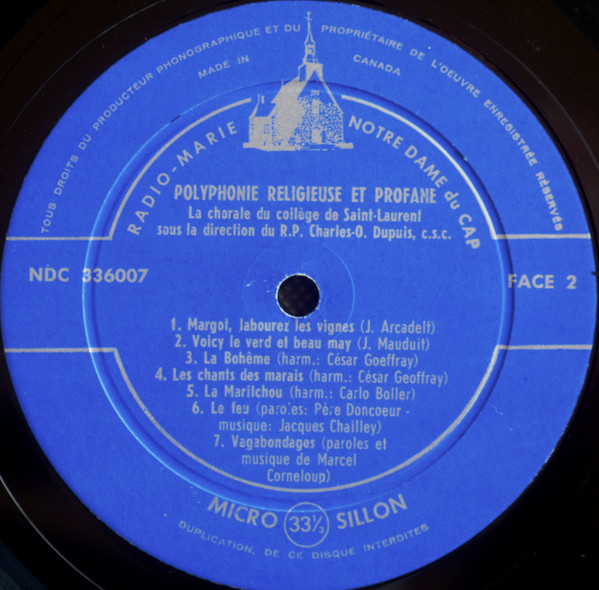 TOUS DROITS DU PRODUCTEUR PHONOGRAPHIQUE ET DU PROPRIÉTAIRE DE L'OEUVRE ENREGISTRÉE RÉSERVÉS
MADE IN CANADA
RADIO-MARIE NOTRE DAME du CAP
POLYPHONIE RELIGIEUSE ET PROFANE
La chorale du collège de Saint-Laurent
sous la direction du R.P. Charles-O. Dupuis, c.s.c.
NDC 336007
FACE 2
1. Margot, labourez les vignes (J. Arcadelt)
2. Voicy le verd et beau may (J. Mauduit)
3. La Bohême (harm.: César Goeffray)
4. Les chants des marais (harm.: César Geoffray)
5. La Marilchou (harm.: Carlo Boller)
6. Le feu (paroles: Père Doncoeur -
musique: Jacques Chailley)
7. Vagabondages (paroles et
musique de Marcel
Corneloup)
MICRO 33⅓ SILLON
DUPLICATION, DE CE DISQUE INTERDITES